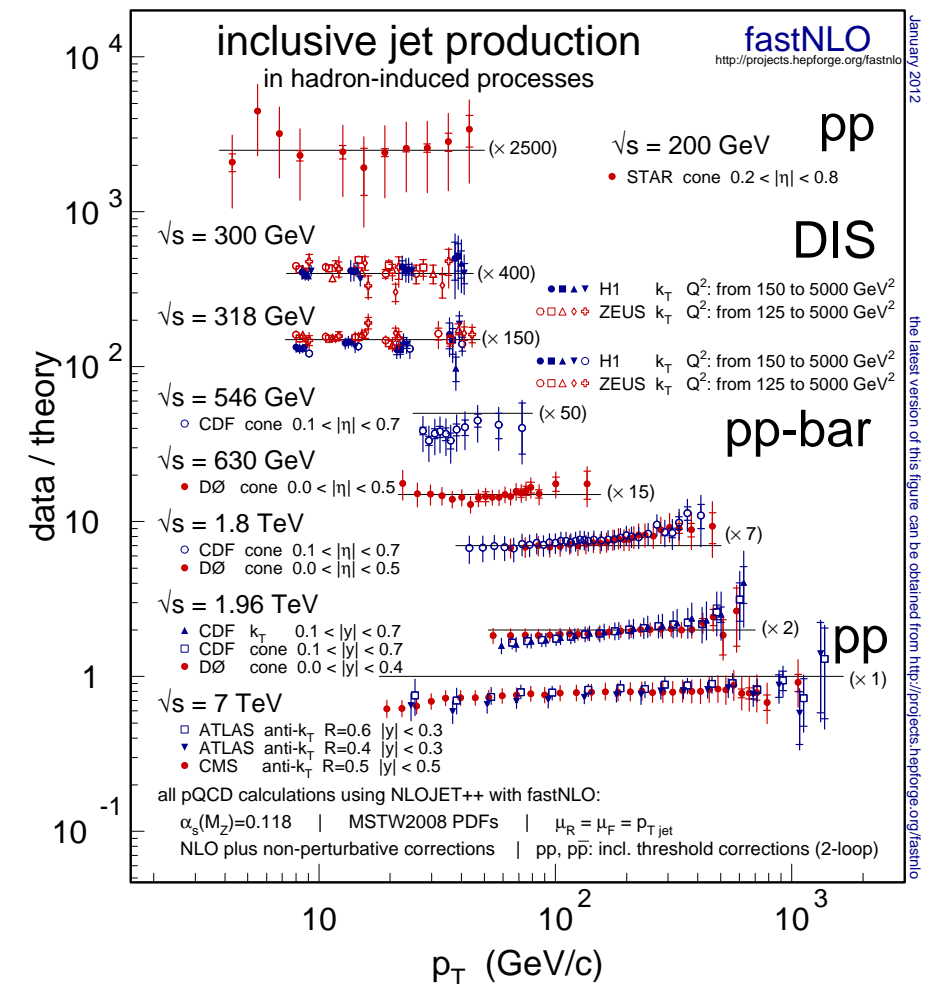 inclusive jet production
in hadron-induced processes
fastNLO
http://projects.hepforge.org/fastnlo
January 2012
the latest version of this figure can be obtained from http://projects.hepforge.org/fastnlo
pp
√s = 200 GeV
STAR cone 0.2 < |η| < 0.8
(× 2500)
DIS
√s = 300 GeV
(× 400)
H1 k_T Q²: from 150 to 5000 GeV²
ZEUS k_T Q²: from 125 to 5000 GeV²
√s = 318 GeV
(× 150)
H1 k_T Q²: from 150 to 5000 GeV²
ZEUS k_T Q²: from 125 to 5000 GeV²
pp-bar
√s = 546 GeV
CDF cone 0.1 < |η| < 0.7
(× 50)
√s = 630 GeV
DØ cone 0.0 < |η| < 0.5
(× 15)
√s = 1.8 TeV
CDF cone 0.1 < |η| < 0.7
DØ cone 0.0 < |η| < 0.5
(× 7)
√s = 1.96 TeV
CDF k_T 0.1 < |y| < 0.7
CDF cone 0.1 < |y| < 0.7
DØ cone 0.0 < |y| < 0.4
(× 2)
pp
(× 1)
√s = 7 TeV
ATLAS anti-k_T R=0.6 |y| < 0.3
ATLAS anti-k_T R=0.4 |y| < 0.3
CMS anti-k_T R=0.5 |y| < 0.5
all pQCD calculations using NLOJET++ with fastNLO:
α_s(M_Z)=0.118 | MSTW2008 PDFs | μ_R = μ_F = p_T jet
NLO plus non-perturbative corrections | pp, pp̅: incl. threshold corrections (2-loop)
data / theory
10⁴
10³
10²
10
1
10⁻¹
10
10²
10³
p_T (GeV/c)